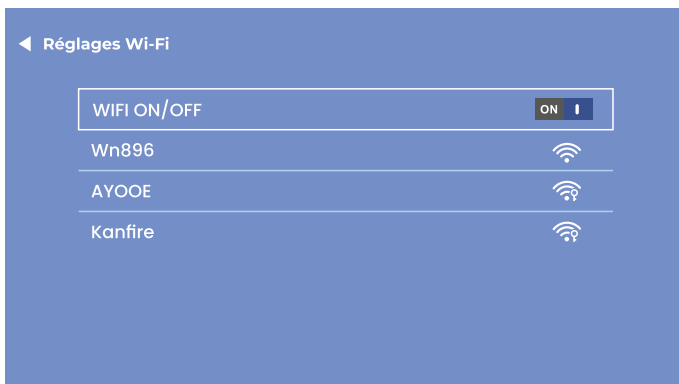 Réglages Wi-Fi
WIFI ON/OFF ON
Wn896
AYOOE
Kanfire